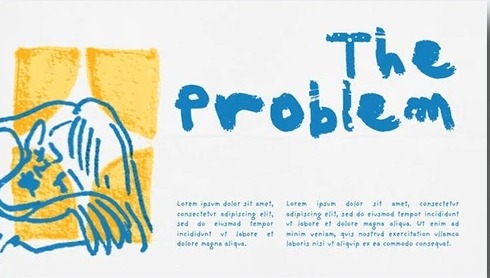 The
Problem
Lorem ipsum dolor sit amet,
consectetur adipiscing elit,
sed do eiusmod tempor
incididunt ut labore et
dolore magna aliqua.
Lorem ipsum dolor sit amet, consectetur
adipiscing elit, sed do eiusmod tempor incididunt
ut labore et dolore magna aliqua. Ut enim ad
minim veniam, quis nostrud exercitation ullamco
laboris nisi ut aliquip ex ea commodo consequat.